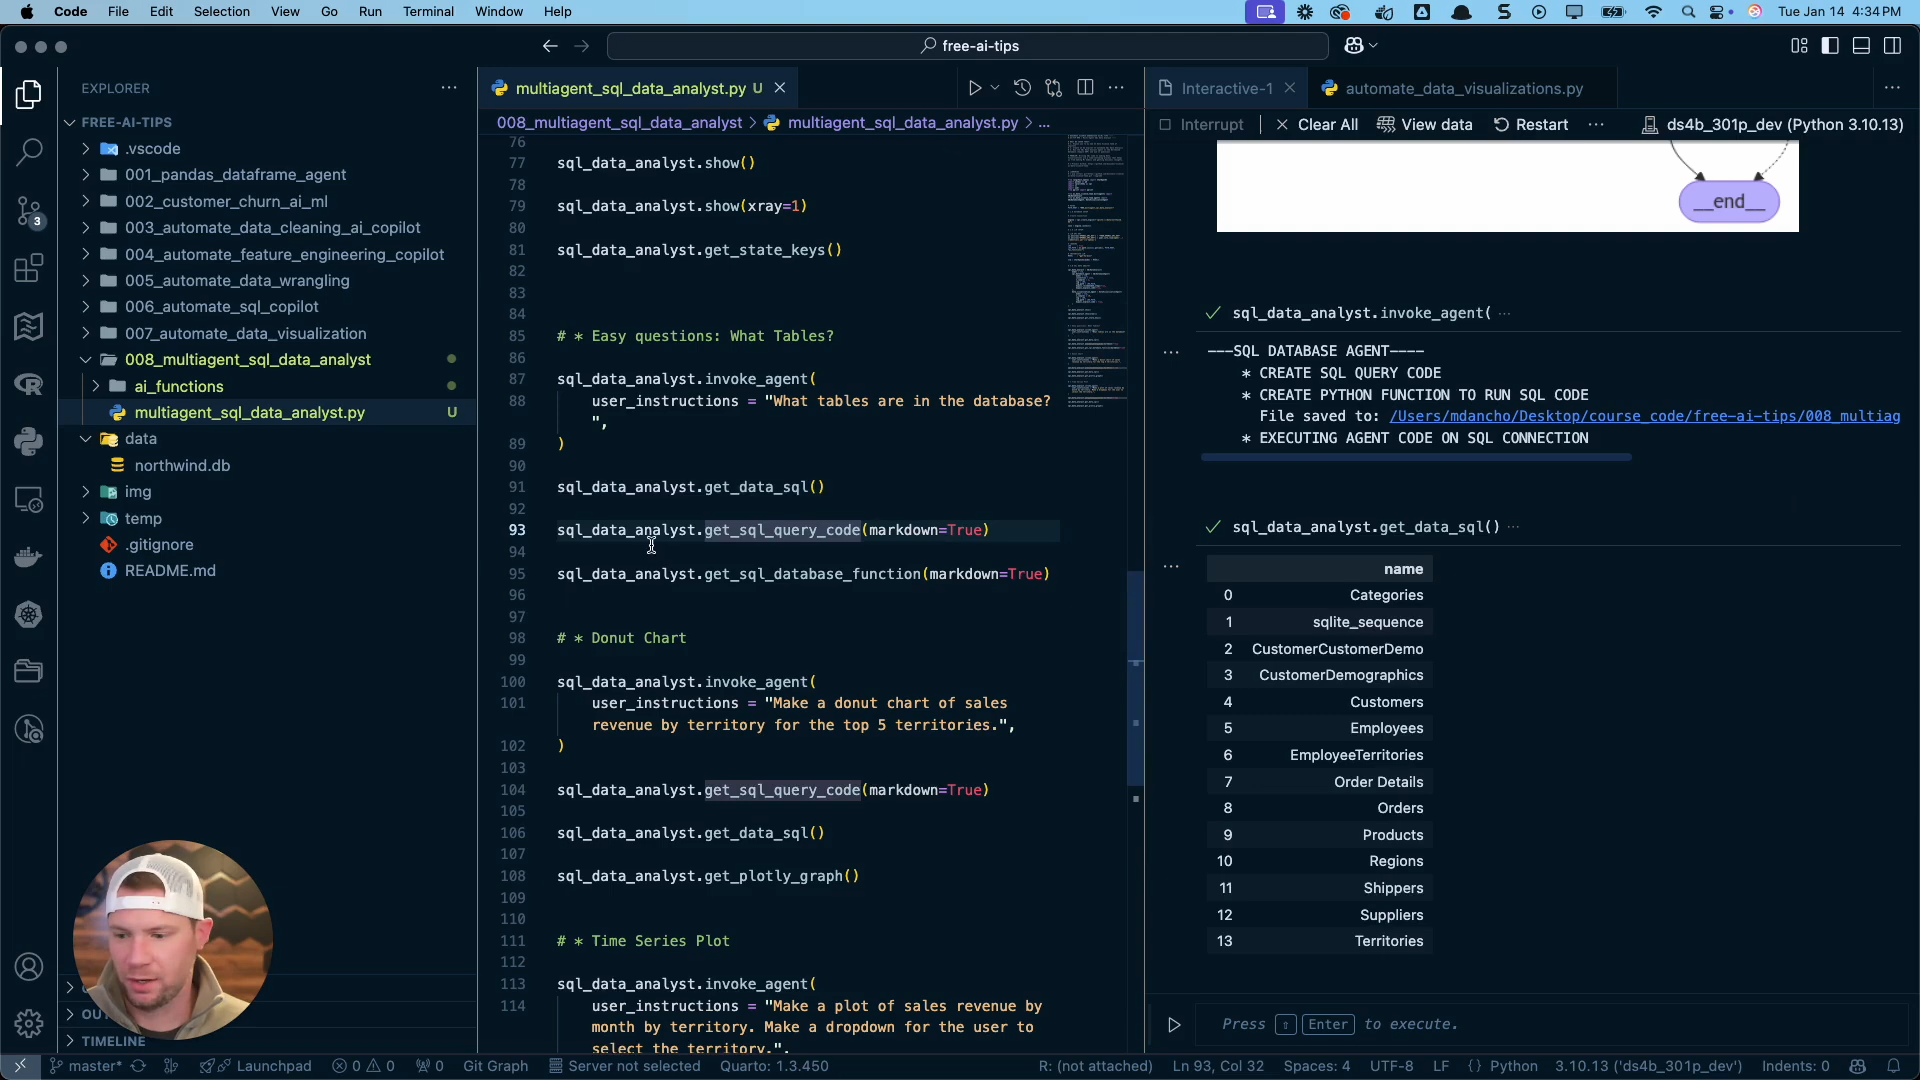 Code File Edit Selection View Go Run Terminal Window Help
Tue Jan 14 4:34 PM
free-ai-tips
EXPLORER
FREE-AI-TIPS
.vscode
001_pandas_dataframe_agent
002_customer_churn_ai_ml
003_automate_data_cleaning_ai_copilot
004_automate_feature_engineering_copilot
005_automate_data_wrangling
006_automate_sql_copilot
007_automate_data_visualization
008_multiagent_sql_data_analyst
ai_functions
multiagent_sql_data_analyst.py U
data
northwind.db
img
temp
.gitignore
README.md
OU
TIMELINE
3
multiagent_sql_data_analyst.py U
008_multiagent_sql_data_analyst > multiagent_sql_data_analyst.py > ...
76
77 sql_data_analyst.show()
78
79 sql_data_analyst.show(xray=1)
80
81 sql_data_analyst.get_state_keys()
82
83
84
85 # * Easy questions: What Tables?
86
87 sql_data_analyst.invoke_agent(
88 user_instructions = "What tables are in the database?
",
89 )
90
91 sql_data_analyst.get_data_sql()
92
93 sql_data_analyst.get_sql_query_code(markdown=True)
94
95 sql_data_analyst.get_sql_database_function(markdown=True)
96
97
98 # * Donut Chart
99
100 sql_data_analyst.invoke_agent(
101 user_instructions = "Make a donut chart of sales
revenue by territory for the top 5 territories.",
102 )
103
104 sql_data_analyst.get_sql_query_code(markdown=True)
105
106 sql_data_analyst.get_data_sql()
107
108 sql_data_analyst.get_plotly_graph()
109
110
111 # * Time Series Plot
112
113 sql_data_analyst.invoke_agent(
114 user_instructions = "Make a plot of sales revenue by
month by territory. Make a dropdown for the user to
select the territory.",
Interactive-1 automate_data_visualizations.py
Interrupt Clear All View data Restart ds4b_301p_dev (Python 3.10.13)
__end__
sql_data_analyst.invoke_agent( ...
---SQL DATABASE AGENT----
* CREATE SQL QUERY CODE
* CREATE PYTHON FUNCTION TO RUN SQL CODE
File saved to: /Users/mdancho/Desktop/course_code/free-ai-tips/008_multiag
* EXECUTING AGENT CODE ON SQL CONNECTION
sql_data_analyst.get_data_sql() ...
name
0 Categories
1 sqlite_sequence
2 CustomerCustomerDemo
3 CustomerDemographics
4 Customers
5 Employees
6 EmployeeTerritories
7 Order Details
8 Orders
9 Products
10 Regions
11 Shippers
12 Suppliers
13 Territories
Press ⇧ Enter to execute.
master* Launchpad 0 0 0 Git Graph Server not selected Quarto: 1.3.450 R: (not attached) Ln 93, Col 32 Spaces: 4 UTF-8 LF {} Python 3.10.13 ('ds4b_301p_dev') Indents: 0